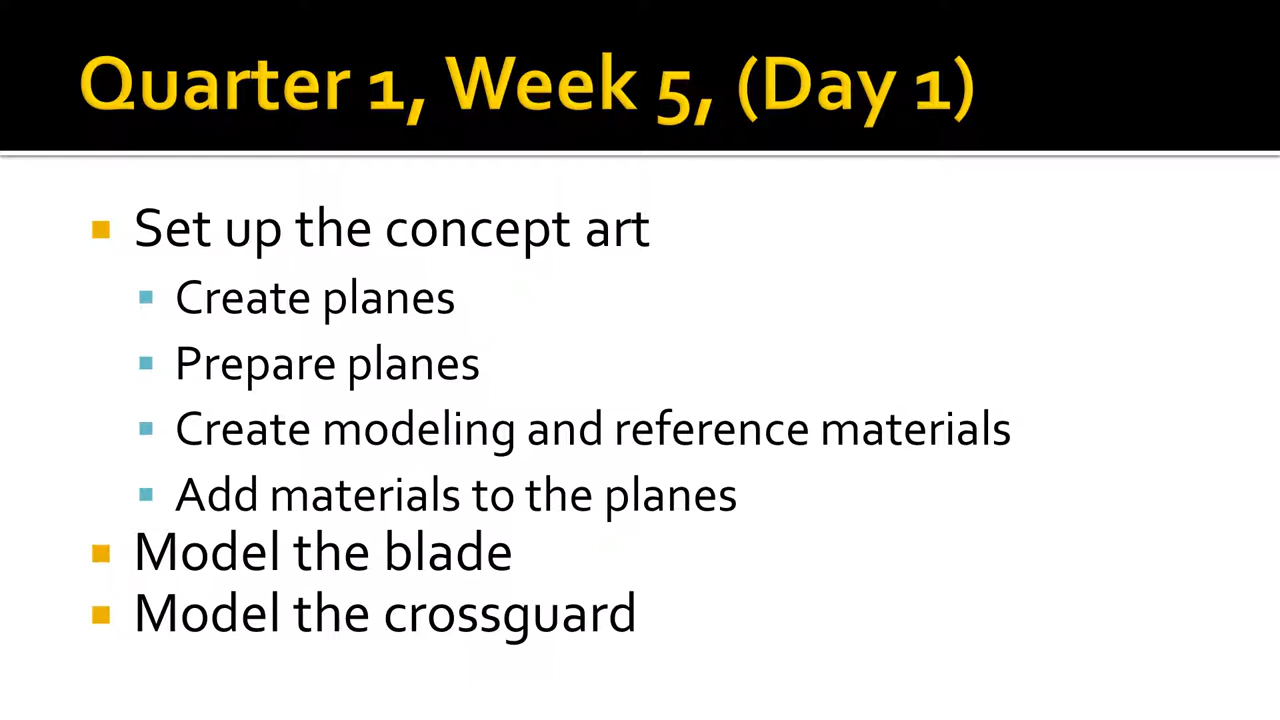 Quarter 1, Week 5, (Day 1)
Set up the concept art
Create planes
Prepare planes
Create modeling and reference materials
Add materials to the planes
Model the blade
Model the crossguard